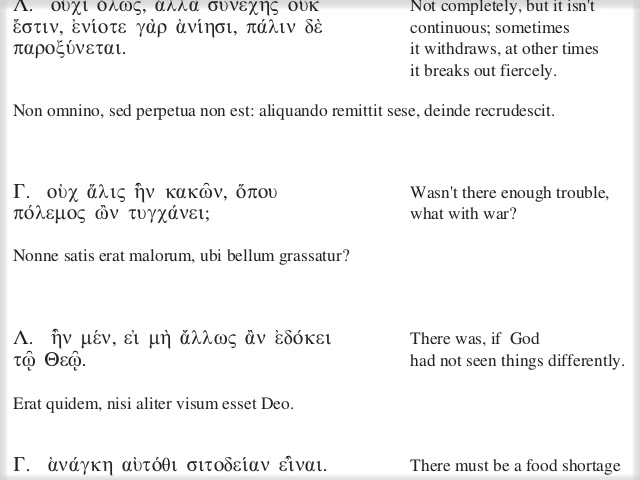 Λ. οὐχὶ ὅλως, ἀλλὰ συνεχὴς οὐκ
ἔστιν, ἐνίοτε γὰρ ἀνίησι, πάλιν δὲ
παροξύνεται.
Not completely, but it isn't
continuous; sometimes
it withdraws, at other times
it breaks out fiercely.
Non omnino, sed perpetua non est: aliquando remittit sese, deinde recrudescit.
Γ. οὐχ ἅλις ἦν κακῶν, ὅπου
πόλεμος ὢν τυγχάνει;
Wasn't there enough trouble,
what with war?
Nonne satis erat malorum, ubi bellum grassatur?
Λ. ἦν μέν, εἰ μὴ ἄλλως ἂν ἐδόκει
τῷ Θεῷ.
There was, if God
had not seen things differently.
Erat quidem, nisi aliter visum esset Deo.
Γ. ἀνάγκη αὐτόθι σιτοδείαν εἶναι.
There must be a food shortage